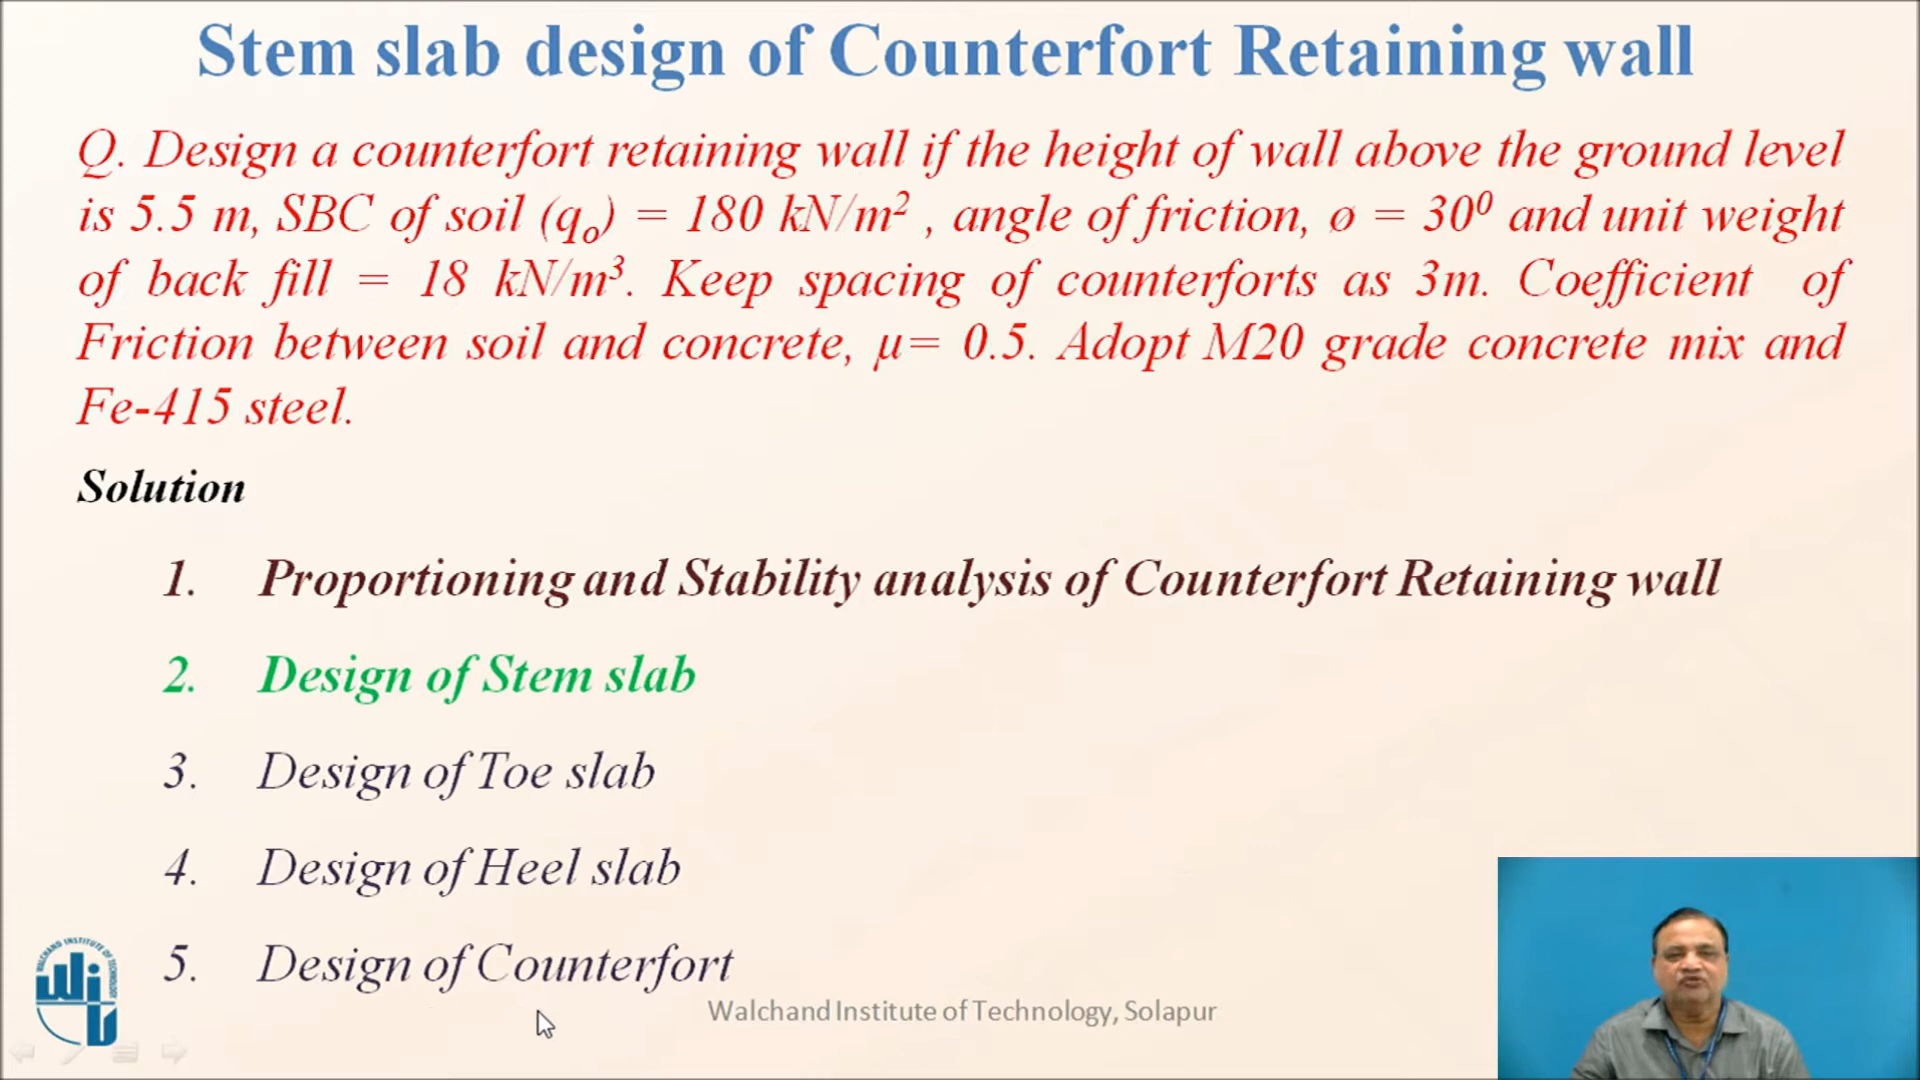 Stem slab design of Counterfort Retaining wall
Q. Design a counterfort retaining wall if the height of wall above the ground level
is 5.5 m, SBC of soil (qₒ) = 180 kN/m² , angle of friction, ø = 30⁰ and unit weight
of back fill = 18 kN/m³. Keep spacing of counterforts as 3m. Coefficient of
Friction between soil and concrete, μ= 0.5. Adopt M20 grade concrete mix and
Fe-415 steel.
Solution
1. Proportioning and Stability analysis of Counterfort Retaining wall
2. Design of Stem slab
3. Design of Toe slab
4. Design of Heel slab
5. Design of Counterfort
WALCHAND INSTITUTE OF TECHNOLOGY
Walchand Institute of Technology, Solapur